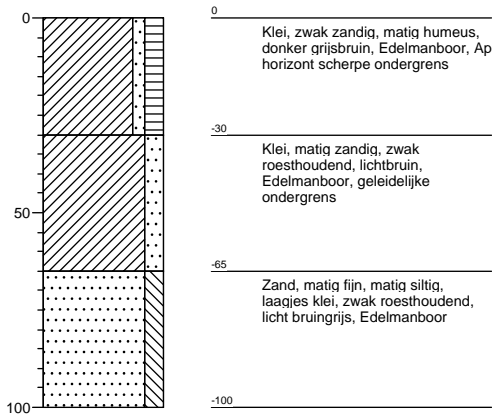 0
50
100
0
Klei, zwak zandig, matig humeus,
donker grijsbruin, Edelmanboor, Ap
horizont scherpe ondergrens
-30
Klei, matig zandig, zwak
roesthoudend, lichtbruin,
Edelmanboor, geleidelijke
ondergrens
-65
Zand, matig fijn, matig siltig,
laagjes klei, zwak roesthoudend,
licht bruingrijs, Edelmanboor
-100